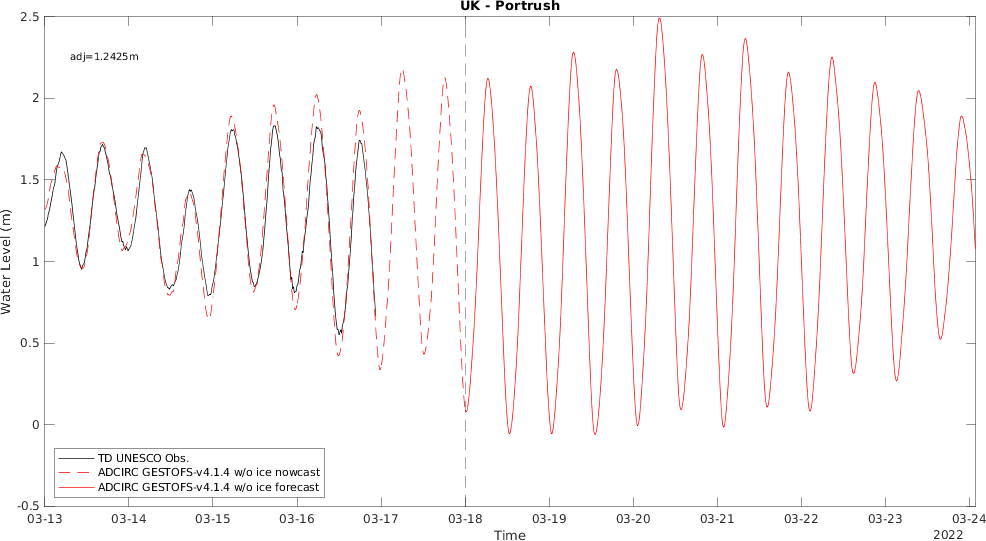 UK - Portrush
adj=1.2425m
Water Level (m)
2.5
2
1.5
1
0.5
0
-0.5
TD UNESCO Obs.
ADCIRC GESTOFS-v4.1.4 w/o ice nowcast
ADCIRC GESTOFS-v4.1.4 w/o ice forecast
03-13 03-14 03-15 03-16 03-17 03-18 03-19 03-20 03-21 03-22 03-23 03-24
Time
2022